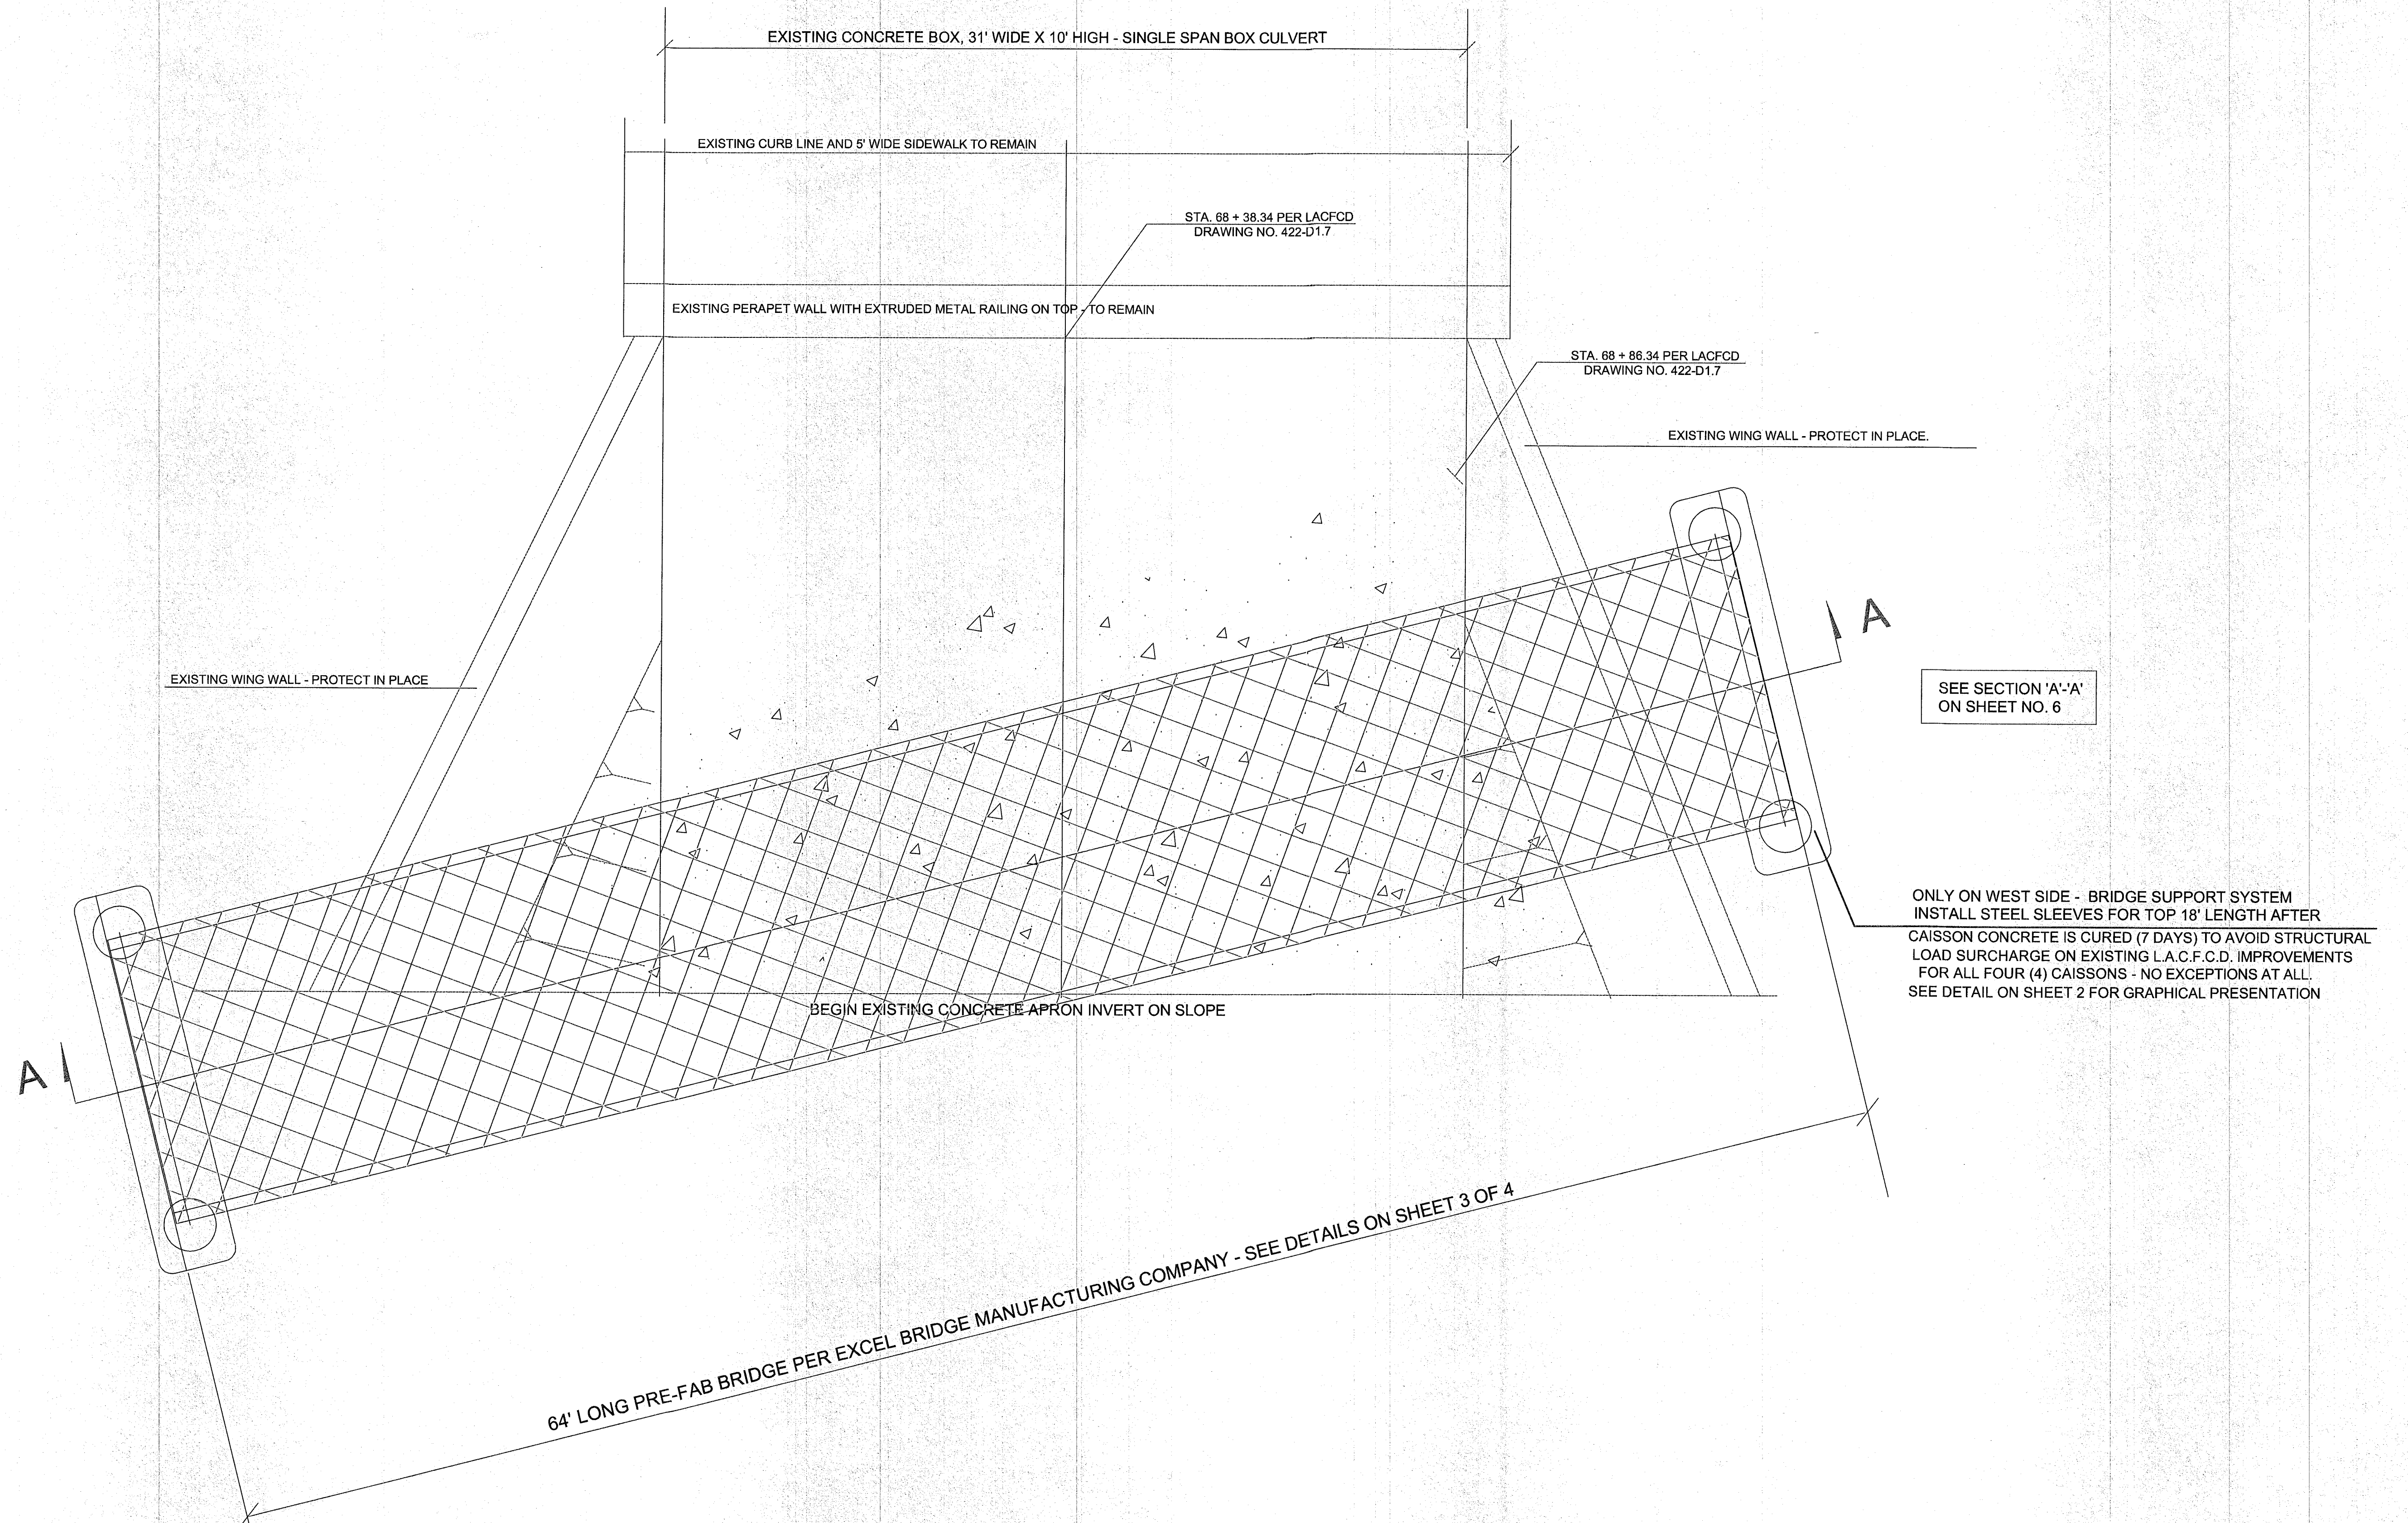 EXISTING CONCRETE BOX, 31' WIDE X 10' HIGH - SINGLE SPAN BOX CULVERT
EXISTING CURB LINE AND 5' WIDE SIDEWALK TO REMAIN
STA. 68 + 38.34 PER LACFCD
DRAWING NO. 422-D1.7
EXISTING PERAPET WALL WITH EXTRUDED METAL RAILING ON TOP - TO REMAIN
STA. 68 + 86.34 PER LACFCD
DRAWING NO. 422-D1.7
EXISTING WING WALL - PROTECT IN PLACE.
A
EXISTING WING WALL - PROTECT IN PLACE
SEE SECTION 'A'-'A'
ON SHEET NO. 6
ONLY ON WEST SIDE - BRIDGE SUPPORT SYSTEM
INSTALL STEEL SLEEVES FOR TOP 18' LENGTH AFTER
CAISSON CONCRETE IS CURED (7 DAYS) TO AVOID STRUCTURAL
LOAD SURCHARGE ON EXISTING L.A.C.F.C.D. IMPROVEMENTS
FOR ALL FOUR (4) CAISSONS - NO EXCEPTIONS AT ALL.
SEE DETAIL ON SHEET 2 FOR GRAPHICAL PRESENTATION
BEGIN EXISTING CONCRETE APRON INVERT ON SLOPE
A
64' LONG PRE-FAB BRIDGE PER EXCEL BRIDGE MANUFACTURING COMPANY - SEE DETAILS ON SHEET 3 OF 4